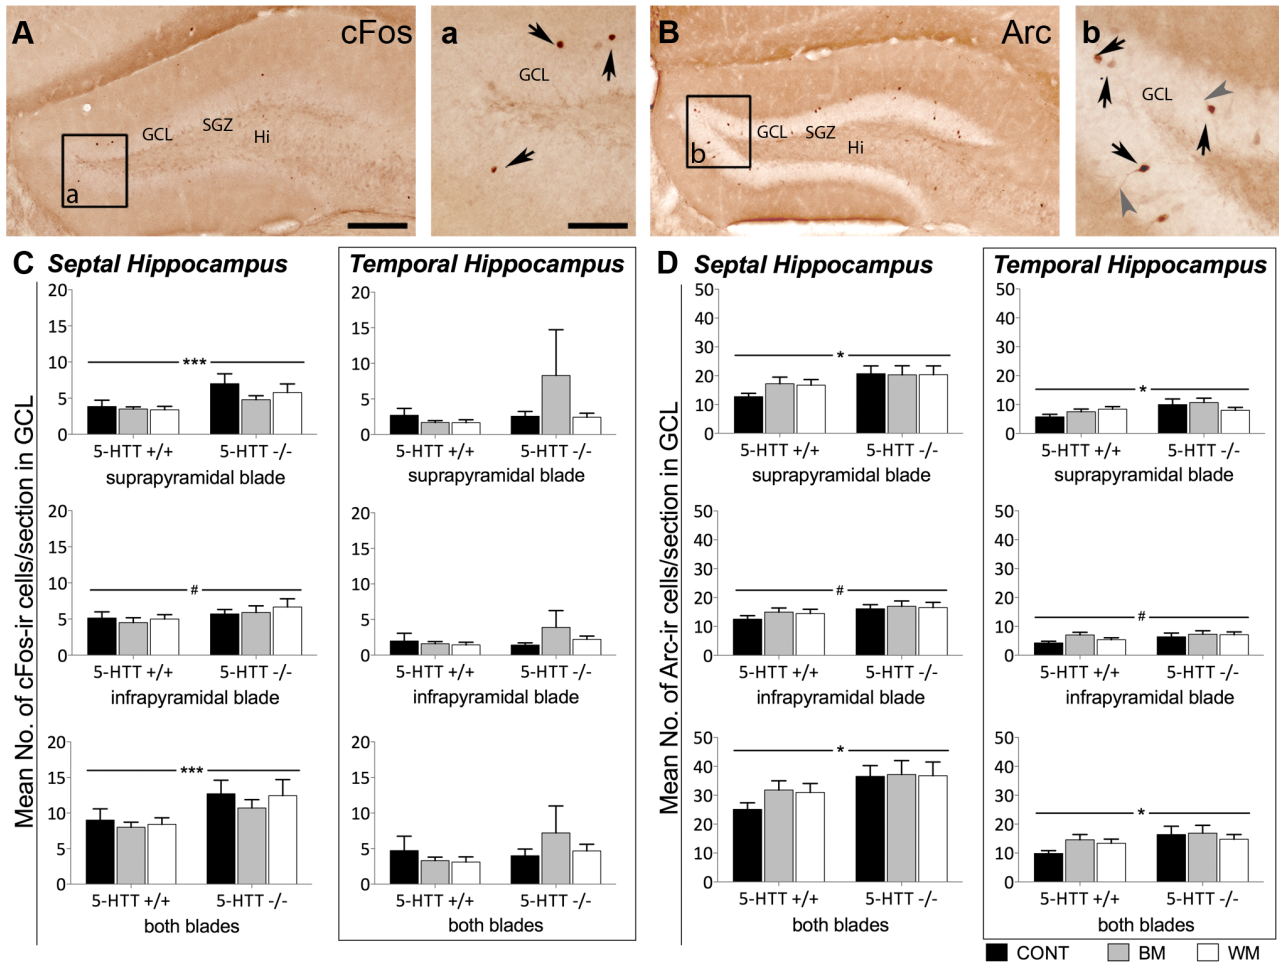 A cFos
a
GCL
GCL SGZ Hi
a
B Arc
b
GCL
GCL SGZ Hi
b
C Septal Hippocampus
Temporal Hippocampus
Mean No. of cFos-ir cells/section in GCL
20
15
10
5
0
***
5-HTT +/+ 5-HTT -/-
suprapyramidal blade
20
15
10
5
0
5-HTT +/+ 5-HTT -/-
suprapyramidal blade
20
15
10
5
0
#
5-HTT +/+ 5-HTT -/-
infrapyramidal blade
20
15
10
5
0
5-HTT +/+ 5-HTT -/-
infrapyramidal blade
20
15
10
5
0
***
5-HTT +/+ 5-HTT -/-
both blades
20
15
10
5
0
5-HTT +/+ 5-HTT -/-
both blades
D Septal Hippocampus
Temporal Hippocampus
Mean No. of Arc-ir cells/section in GCL
50
40
30
20
10
0
*
5-HTT +/+ 5-HTT -/-
suprapyramidal blade
50
40
30
20
10
0
*
5-HTT +/+ 5-HTT -/-
suprapyramidal blade
50
40
30
20
10
0
#
5-HTT +/+ 5-HTT -/-
infrapyramidal blade
50
40
30
20
10
0
#
5-HTT +/+ 5-HTT -/-
infrapyramidal blade
50
40
30
20
10
0
*
5-HTT +/+ 5-HTT -/-
both blades
50
40
30
20
10
0
*
5-HTT +/+ 5-HTT -/-
both blades
CONT BM WM